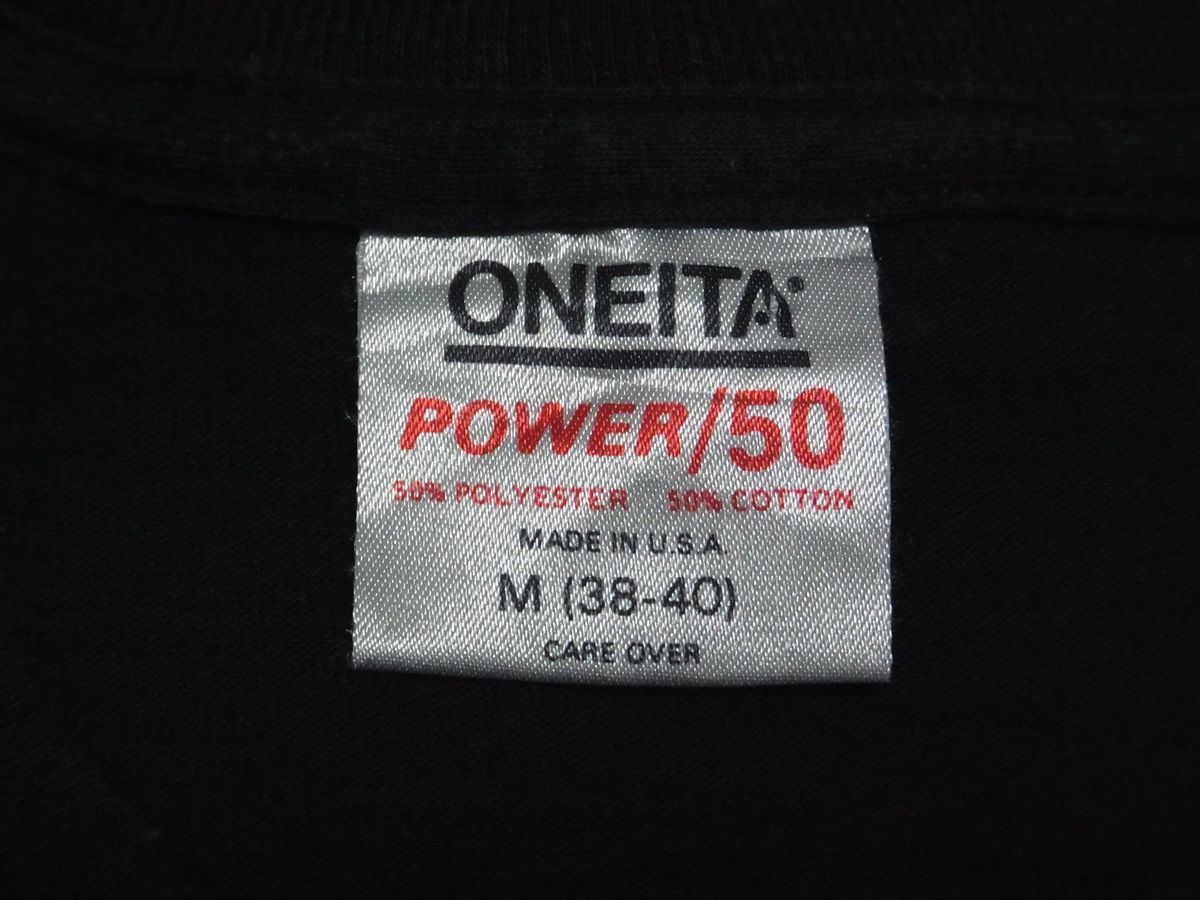 ONEITA®
POWER/50
50% POLYESTER 50% COTTON
MADE IN U.S.A.
M (38-40)
CARE OVER